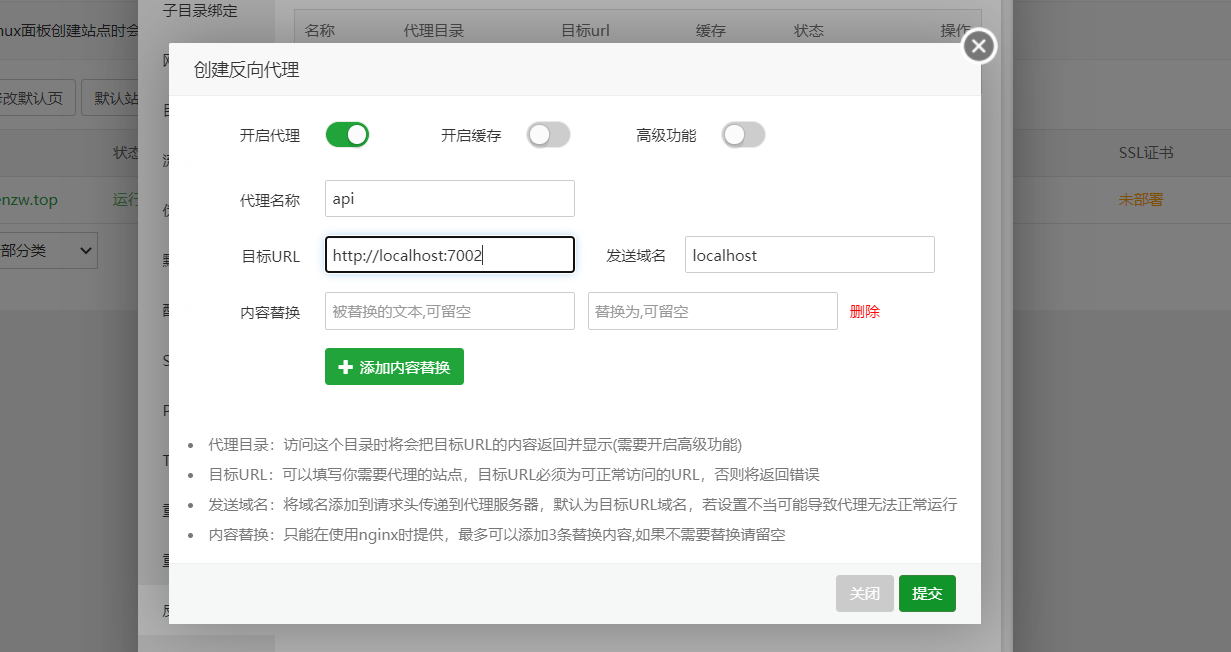 子目录绑定
nux面板创建站点时会
名称 代理目录 目标url 缓存 状态 操作
创建反向代理
修改默认页 默认站
开启代理 开启缓存 高级功能
状态 SSL证书
代理名称 api
enzw.top 运行 未部署
部分类
目标URL http://localhost:7002 发送域名 localhost
内容替换 被替换的文本,可留空 替换为,可留空 删除
添加内容替换
代理目录：访问这个目录时将会把目标URL的内容返回并显示(需要开启高级功能)
目标URL：可以填写你需要代理的站点，目标URL必须为可正常访问的URL，否则将返回错误
发送域名：将域名添加到请求头传递到代理服务器，默认为目标URL域名，若设置不当可能导致代理无法正常运行
内容替换：只能在使用nginx时提供，最多可以添加3条替换内容,如果不需要替换请留空
关闭 提交